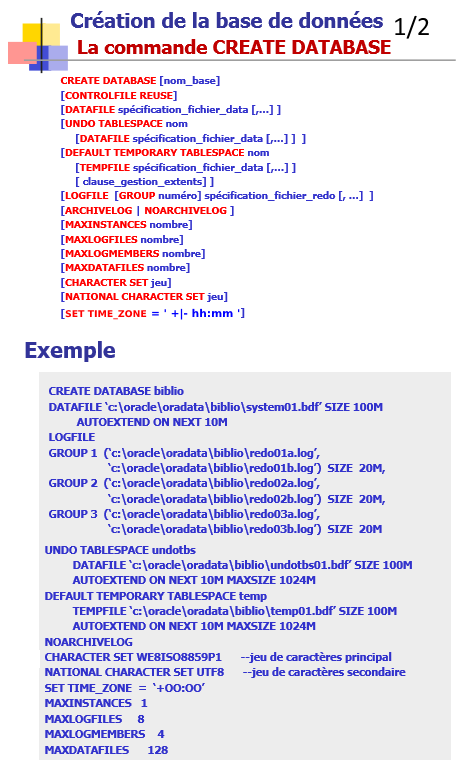 Création de la base de données 1/2
La commande CREATE DATABASE
CREATE DATABASE [nom_base]
[CONTROLFILE REUSE]
[DATAFILE spécification_fichier_data [,...] ]
[UNDO TABLESPACE nom
[DATAFILE spécification_fichier_data [,...] ] ]
[DEFAULT TEMPORARY TABLESPACE nom
[TEMPFILE spécification_fichier_data [,...] ]
[ clause_gestion_extents] ]
[LOGFILE [GROUP numéro] spécification_fichier_redo [, ...] ]
[ARCHIVELOG | NOARCHIVELOG ]
[MAXINSTANCES nombre]
[MAXLOGFILES nombre]
[MAXLOGMEMBERS nombre]
[MAXDATAFILES nombre]
[CHARACTER SET jeu]
[NATIONAL CHARACTER SET jeu]
[SET TIME_ZONE = ' +|- hh:mm ']
Exemple
CREATE DATABASE biblio
DATAFILE ‘c:\oracle\oradata\biblio\system01.bdf’ SIZE 100M
AUTOEXTEND ON NEXT 10M
LOGFILE
GROUP 1 (‘c:\oracle\oradata\biblio\redo01a.log’,
‘c:\oracle\oradata\biblio\redo01b.log’) SIZE 20M,
GROUP 2 (‘c:\oracle\oradata\biblio\redo02a.log’,
‘c:\oracle\oradata\biblio\redo02b.log’) SIZE 20M,
GROUP 3 (‘c:\oracle\oradata\biblio\redo03a.log’,
‘c:\oracle\oradata\biblio\redo03b.log’) SIZE 20M
UNDO TABLESPACE undotbs
DATAFILE ‘c:\oracle\oradata\biblio\undotbs01.bdf’ SIZE 100M
AUTOEXTEND ON NEXT 10M MAXSIZE 1024M
DEFAULT TEMPORARY TABLESPACE temp
TEMPFILE ‘c:\oracle\oradata\biblio\temp01.bdf’ SIZE 100M
AUTOEXTEND ON NEXT 10M MAXSIZE 1024M
NOARCHIVELOG
CHARACTER SET WE8ISO8859P1 --jeu de caractères principal
NATIONAL CHARACTER SET UTF8 --jeu de caractères secondaire
SET TIME_ZONE = ‘+OO:OO’
MAXINSTANCES 1
MAXLOGFILES 8
MAXLOGMEMBERS 4
MAXDATAFILES 128